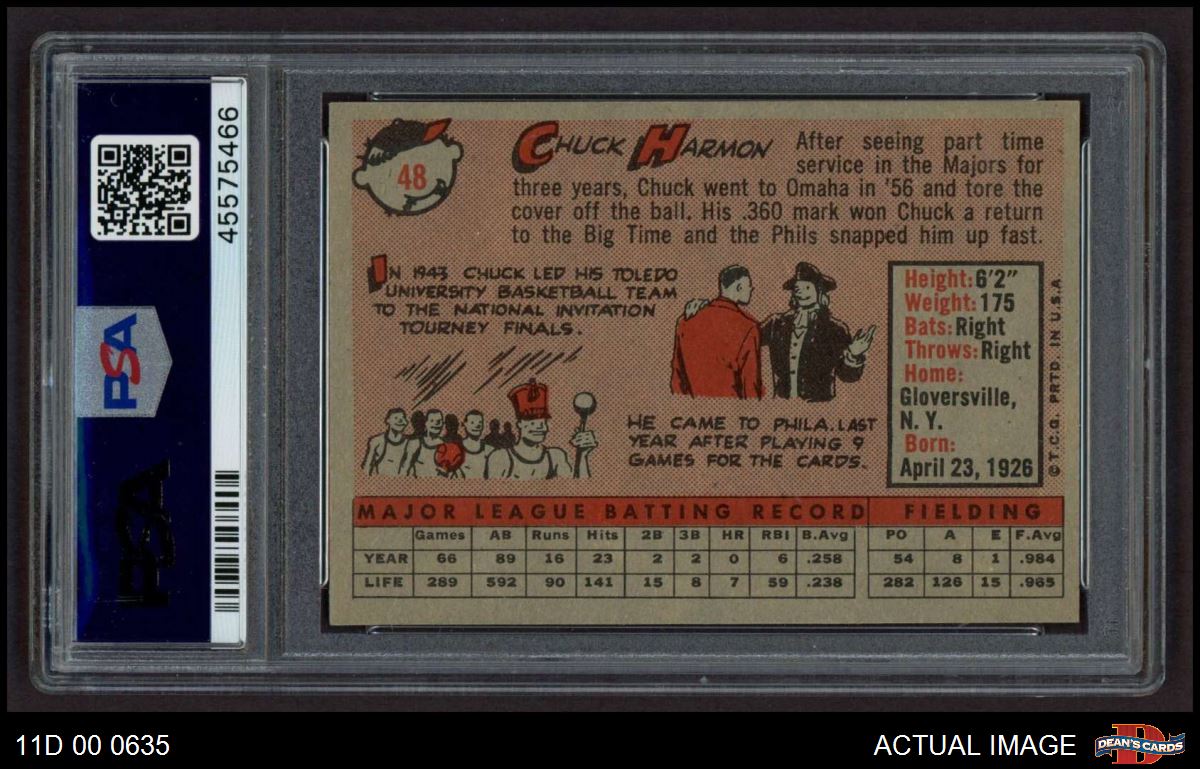 45575466
PSA
PSA
48
CHUCK HARMON
After seeing part time
service in the Majors for
three years, Chuck went to Omaha in '56 and tore the
cover off the ball. His .360 mark won Chuck a return
to the Big Time and the Phils snapped him up fast.
IN 1943 CHUCK LED HIS TOLEDO
UNIVERSITY BASKETBALL TEAM
TO THE NATIONAL INVITATION
TOURNEY FINALS.
HE CAME TO PHILA. LAST
YEAR AFTER PLAYING 9
GAMES FOR THE CARDS.
Height: 6'2"
Weight: 175
Bats: Right
Throws: Right
Home:
Gloversville,
N. Y.
Born:
April 23, 1926
© T.C.G. PRTD. IN U.S.A.
MAJOR LEAGUE BATTING RECORD FIELDING
Games AB Runs Hits 2B 3B HR RBI B.Avg PO A E F.Avg
YEAR 66 89 16 23 2 2 0 6 .258 54 8 1 .984
LIFE 289 592 90 141 15 8 7 59 .238 282 126 15 .965
11D 00 0635
ACTUAL IMAGE
D
DEAN'S CARDS